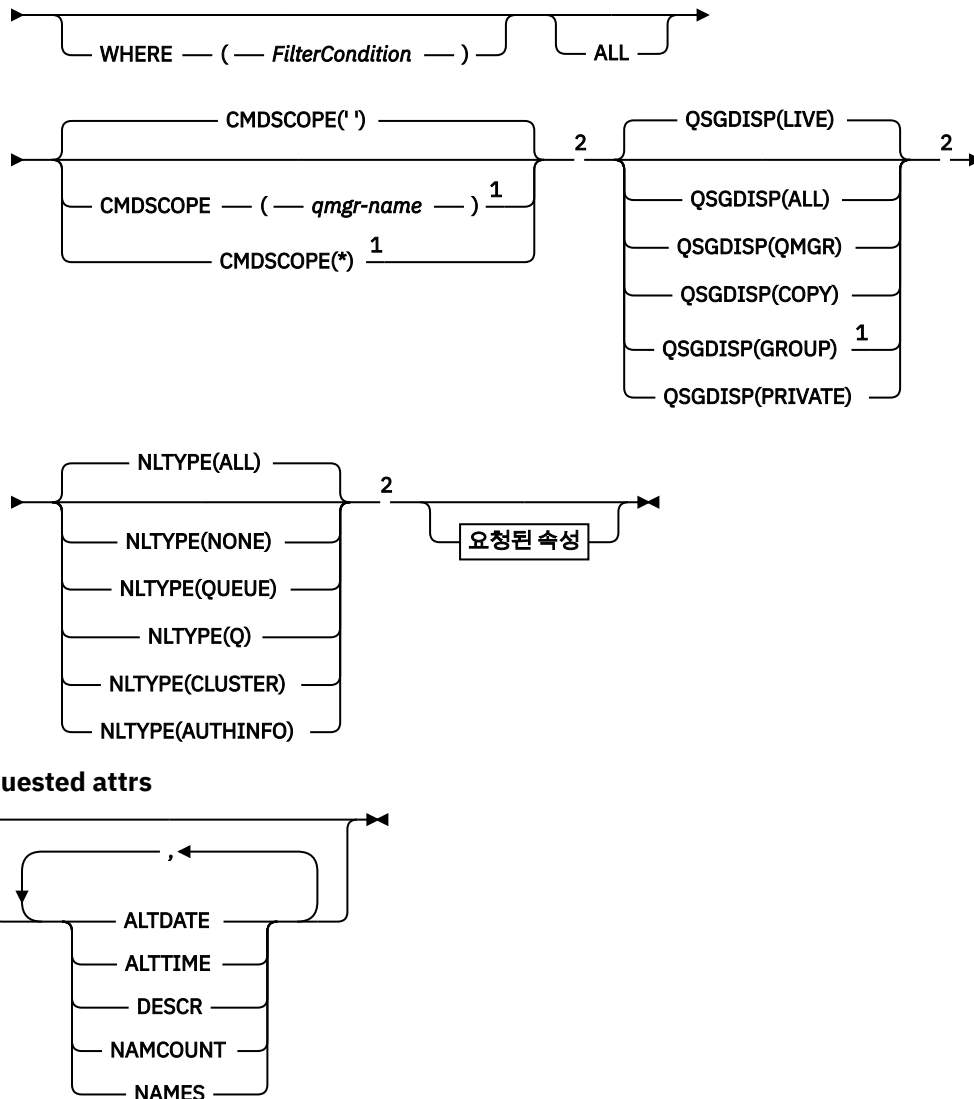 WHERE ( FilterCondition ) ALL
CMDSCOPE(' ') 2 QSGDISP(LIVE) 2
CMDSCOPE ( qmgr-name ) 1
CMDSCOPE(*) 1
QSGDISP(ALL)
QSGDISP(QMGR)
QSGDISP(COPY)
QSGDISP(GROUP) 1
QSGDISP(PRIVATE)
NLTYPE(ALL) 2
NLTYPE(NONE)
NLTYPE(QUEUE)
NLTYPE(Q)
NLTYPE(CLUSTER)
NLTYPE(AUTHINFO)
요청된 속성
uested attrs
,
ALTDATE
ALTTIME
DESCR
NAMCOUNT
NAMES